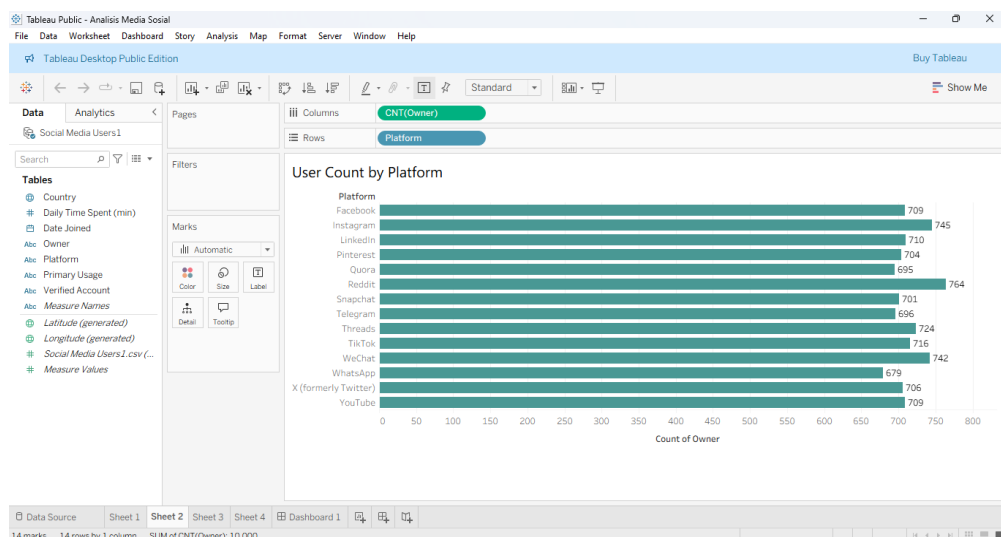 Tableau Public - Analisis Media Sosial
File Data Worksheet Dashboard Story Analysis Map Format Server Window Help
Tableau Desktop Public Edition
Buy Tableau
Standard
Show Me
Data Analytics
Social Media Users1
Search
Tables
Country
Daily Time Spent (min)
Date Joined
Abc Owner
Abc Platform
Abc Primary Usage
Abc Verified Account
Abc Measure Names
Latitude (generated)
Longitude (generated)
Social Media Users1.csv (...
Measure Values
Pages
Filters
Marks
Automatic
Color Size Label
Detail Tooltip
Columns CNT(Owner)
Rows Platform
User Count by Platform
Platform
Facebook 709
Instagram 745
LinkedIn 710
Pinterest 704
Quora 695
Reddit 764
Snapchat 701
Telegram 696
Threads 724
TikTok 716
WeChat 742
WhatsApp 679
X (formerly Twitter) 706
YouTube 709
0 50 100 150 200 250 300 350 400 450 500 550 600 650 700 750 800
Count of Owner
Data Source Sheet 1 Sheet 2 Sheet 3 Sheet 4 Dashboard 1
14 marks 14 rows by 1 column SUM of CNT(Owner): 10,000